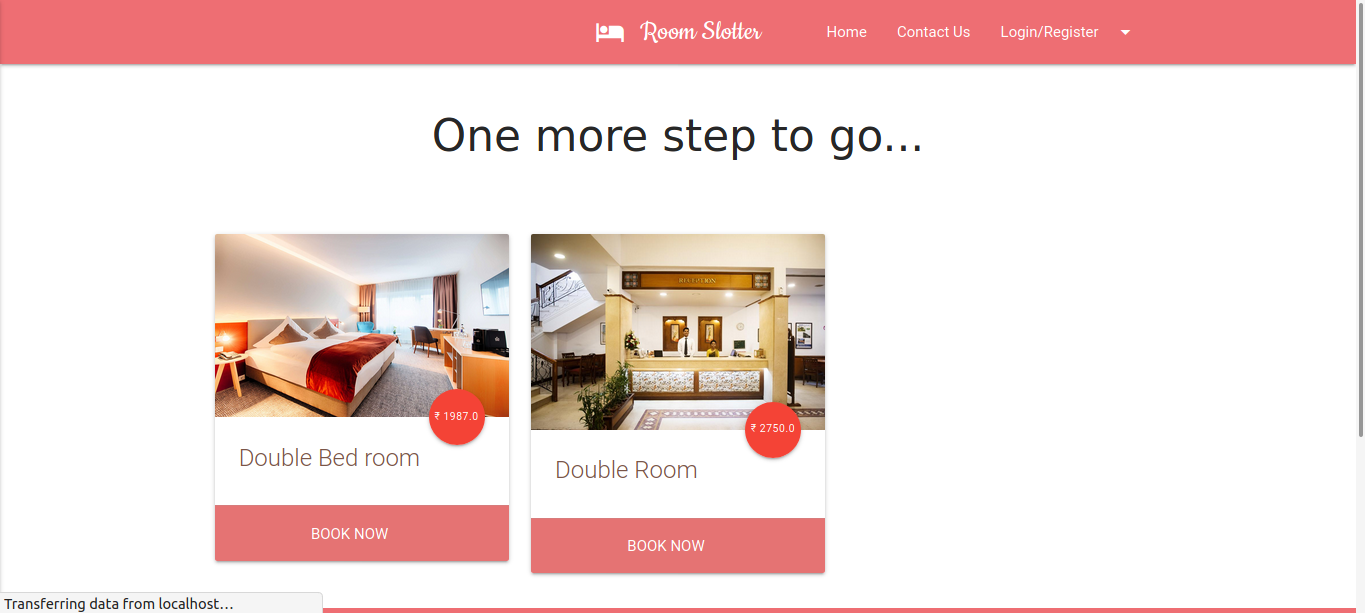 Room Slotter Home Contact Us Login/Register
One more step to go...
RECEPTION
₹ 1987.0
₹ 2750.0
Double Bed room
Double Room
BOOK NOW
BOOK NOW
Transferring data from localhost…